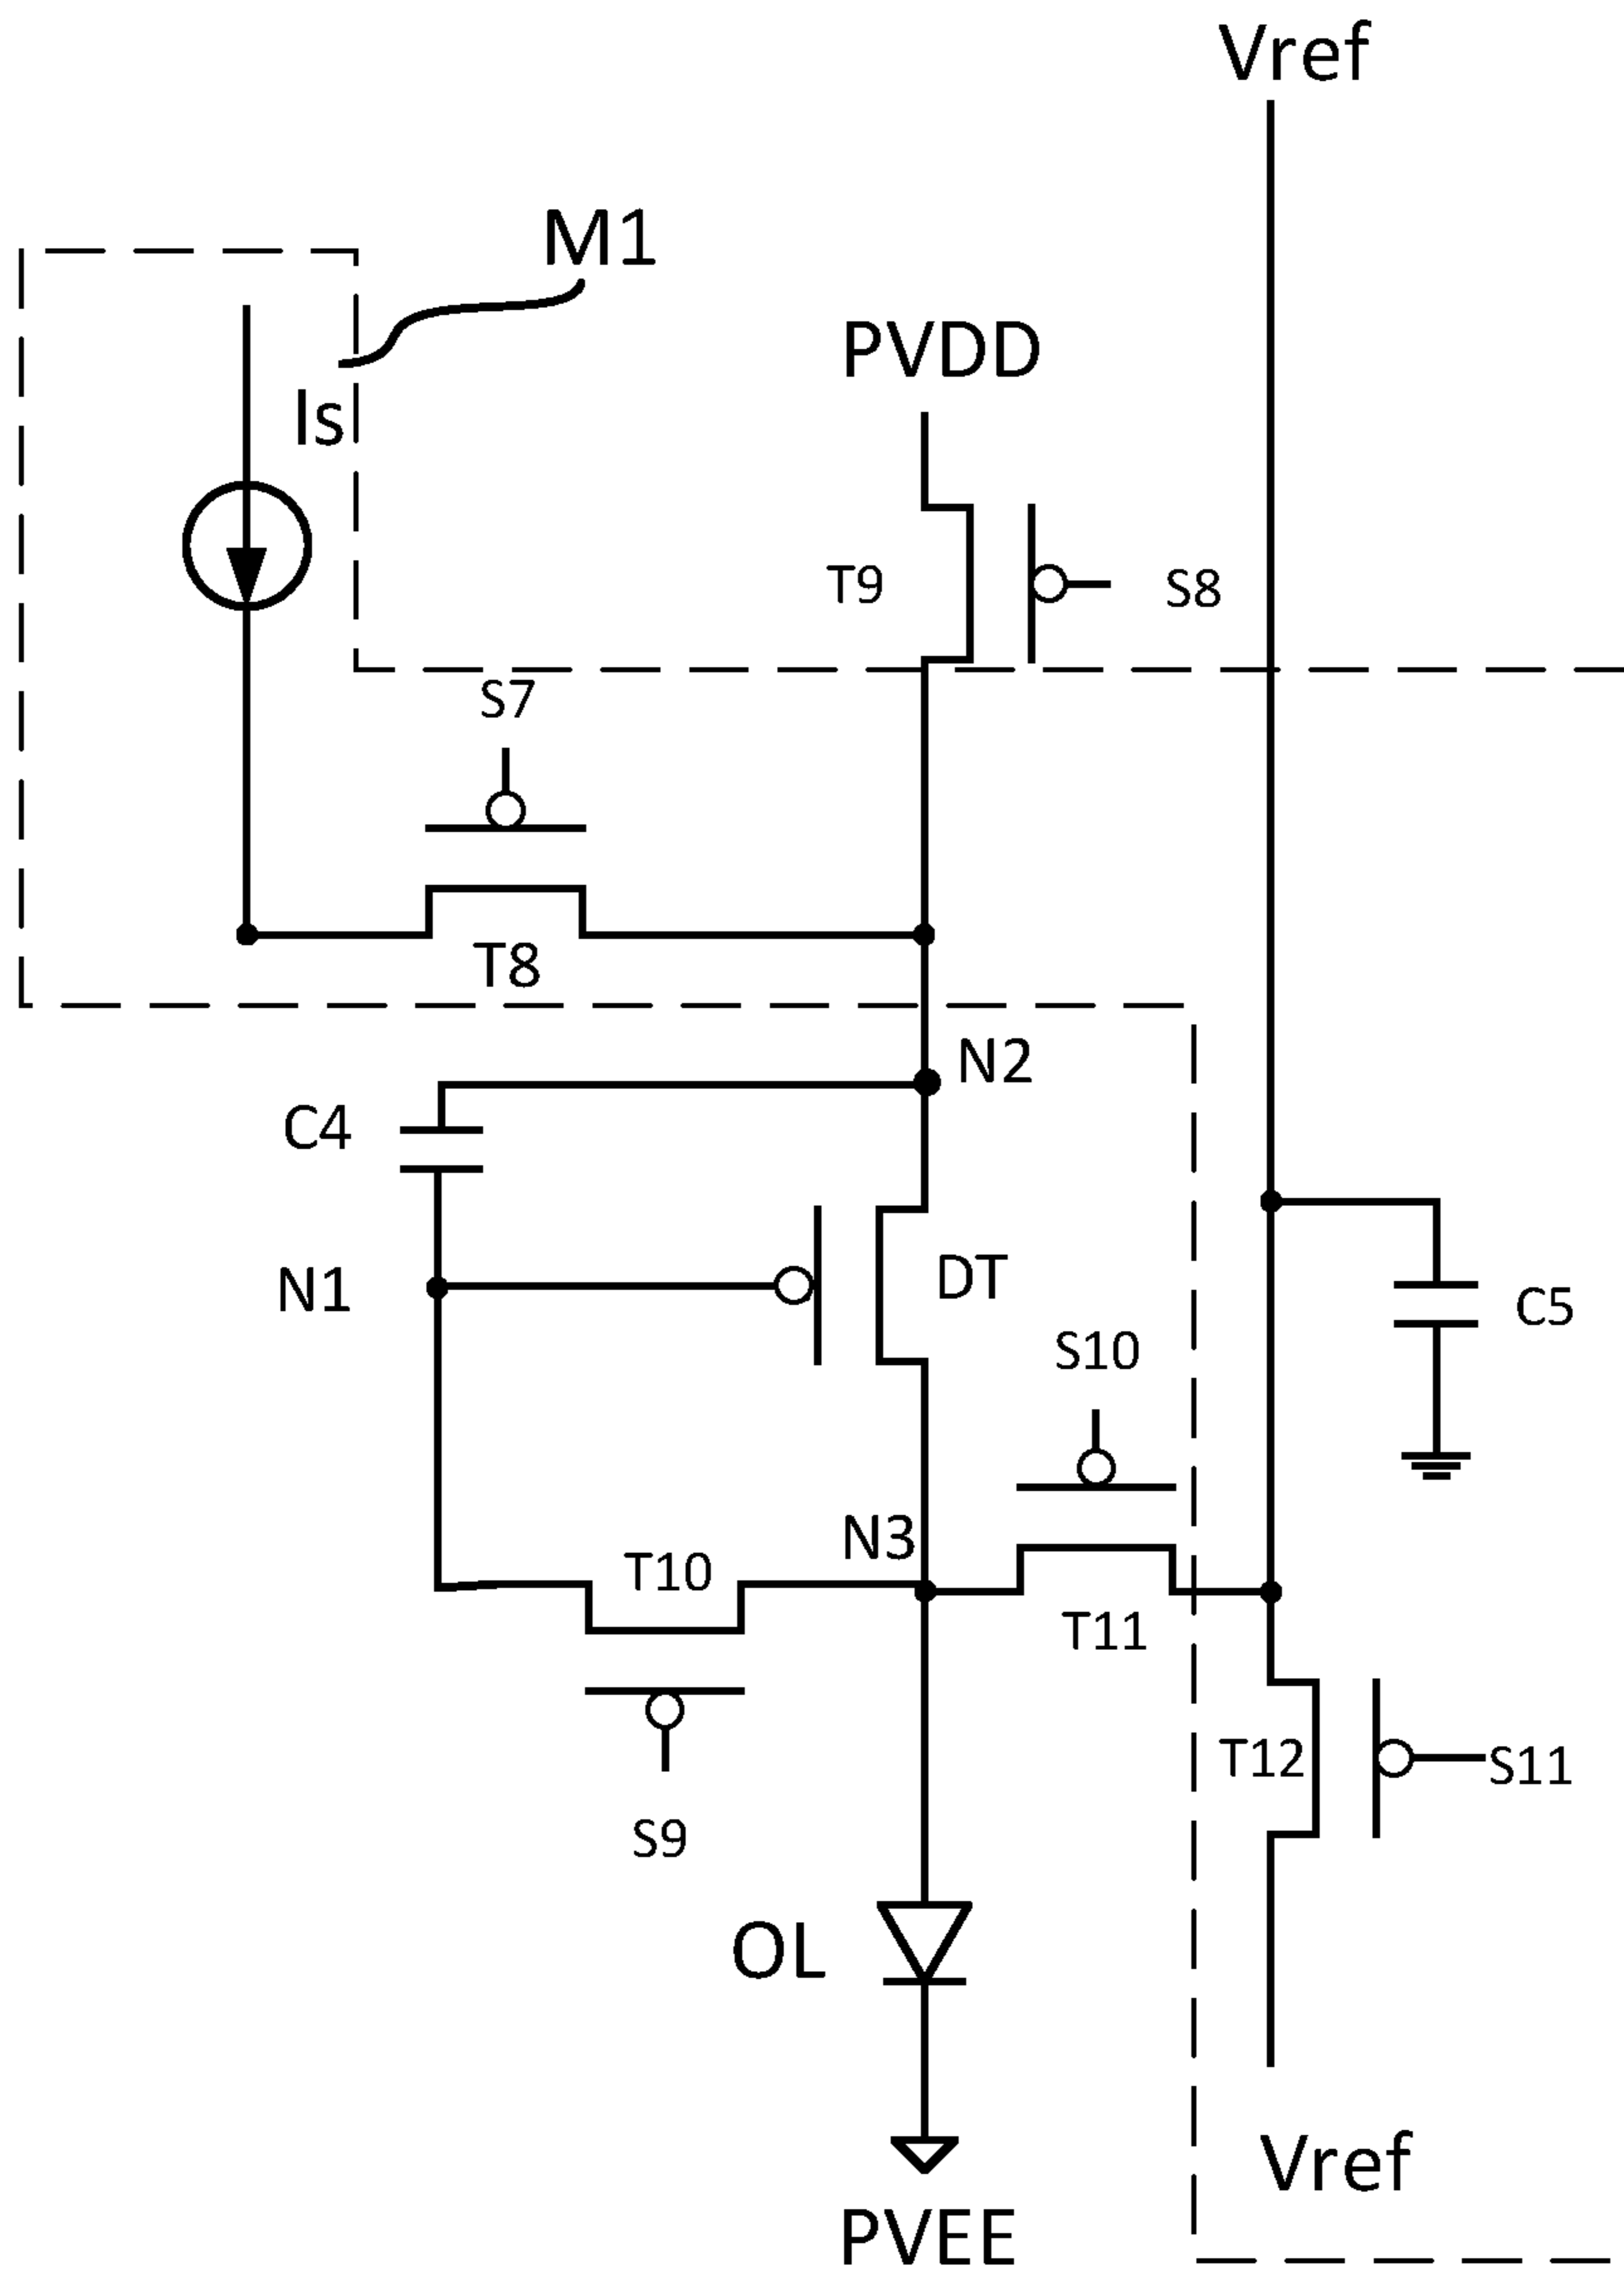 Vref
M1
PVDD
Is
T9
S8
S7
T8
N2
C4
N1
DT
C5
S10
N3
T10
T11
T12
S11
S9
OL
Vref
PVEE